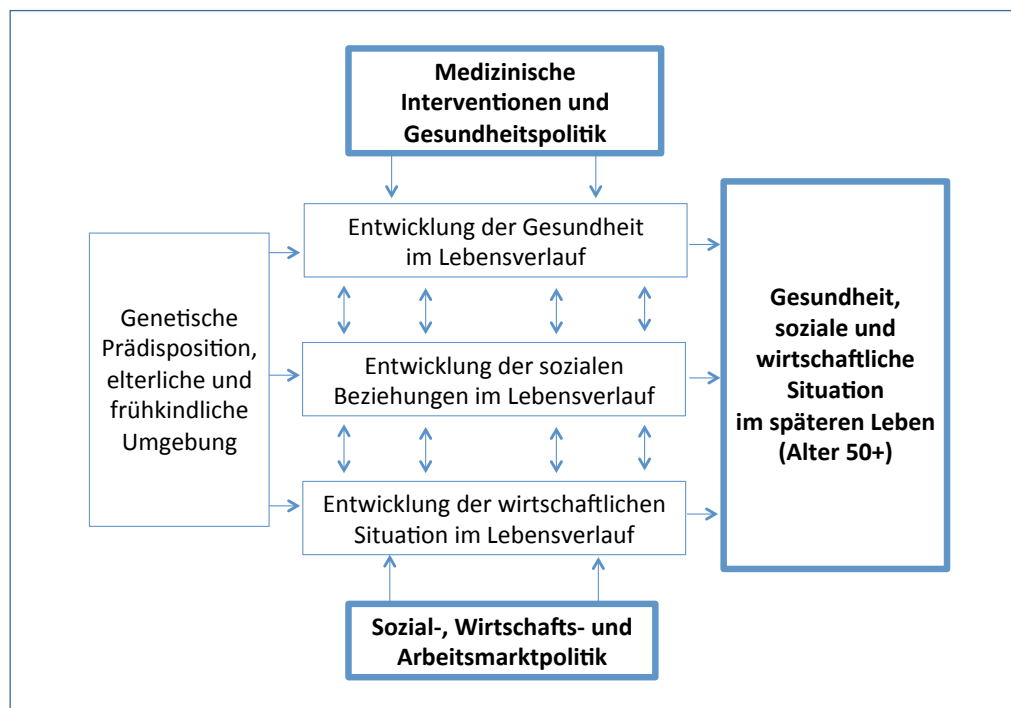 Medizinische
Interventionen und
Gesundheitspolitik
Entwicklung der Gesundheit
im Lebensverlauf
Genetische
Prädisposition,
elterliche und
frühkindliche
Umgebung
Entwicklung der sozialen
Beziehungen im Lebensverlauf
Entwicklung der wirtschaftlichen
Situation im Lebensverlauf
Gesundheit,
soziale und
wirtschaftliche
Situation
im späteren Leben
(Alter 50+)
Sozial-, Wirtschafts- und
Arbeitsmarktpolitik